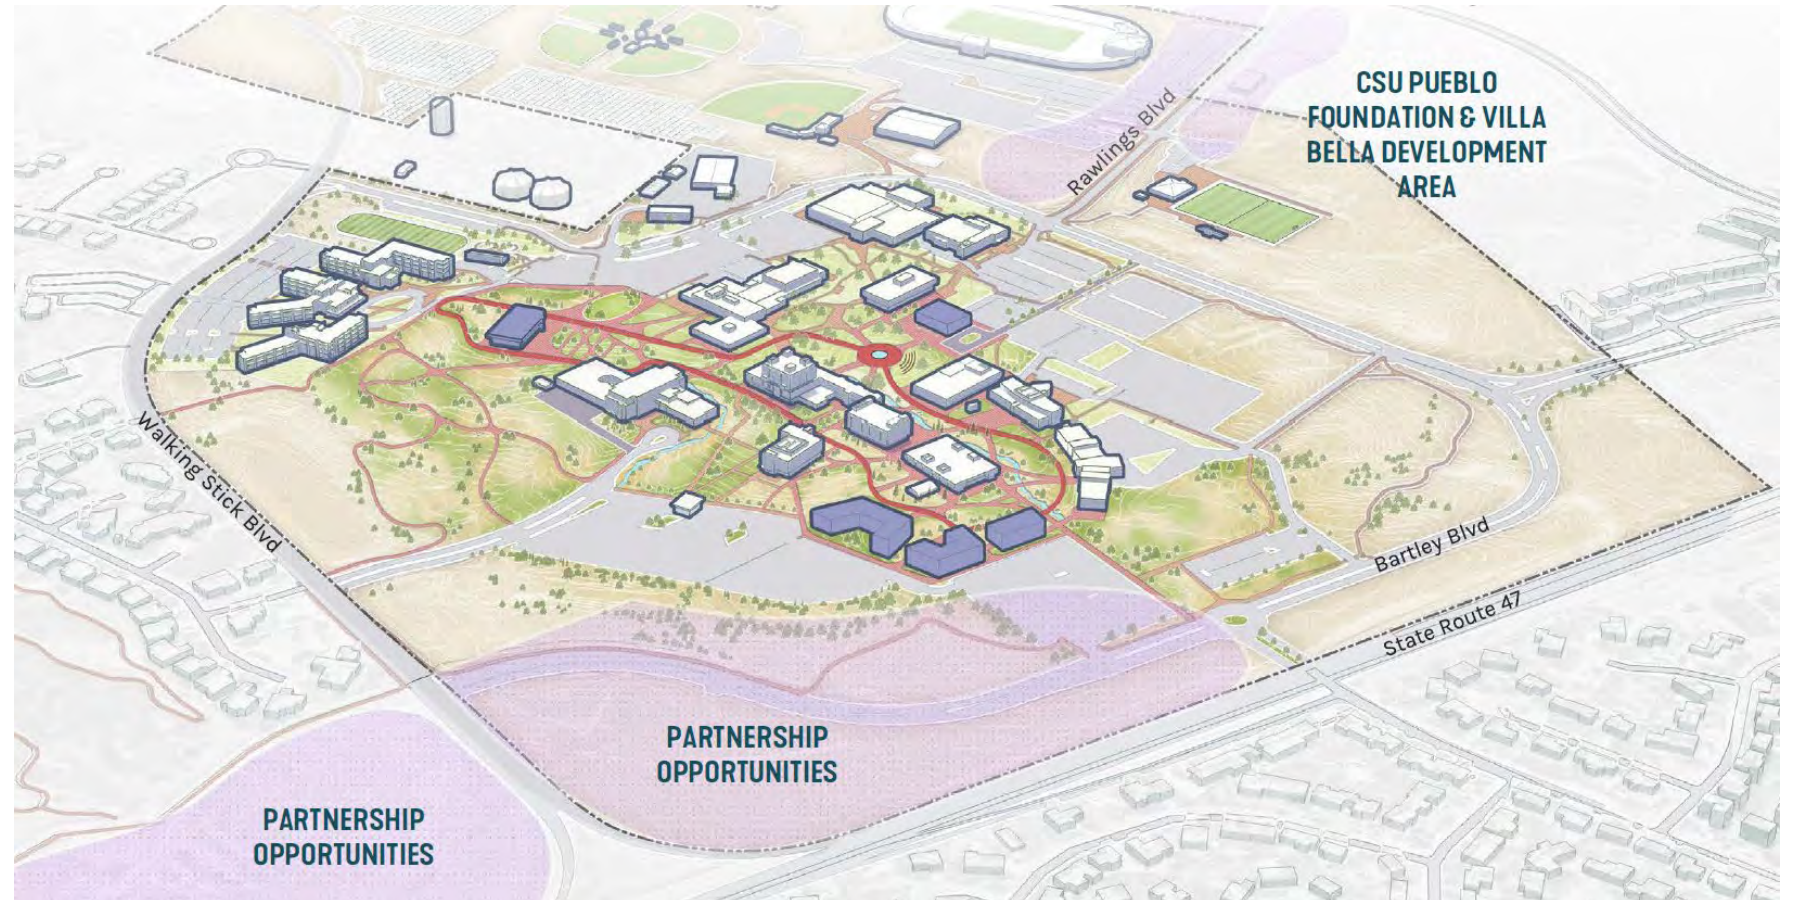 CSU PUEBLO
FOUNDATION & VILLA
BELLA DEVELOPMENT
AREA
Rawlings Blvd
Walking Stick Blvd
Bartley Blvd
State Route 47
PARTNERSHIP
OPPORTUNITIES
PARTNERSHIP
OPPORTUNITIES